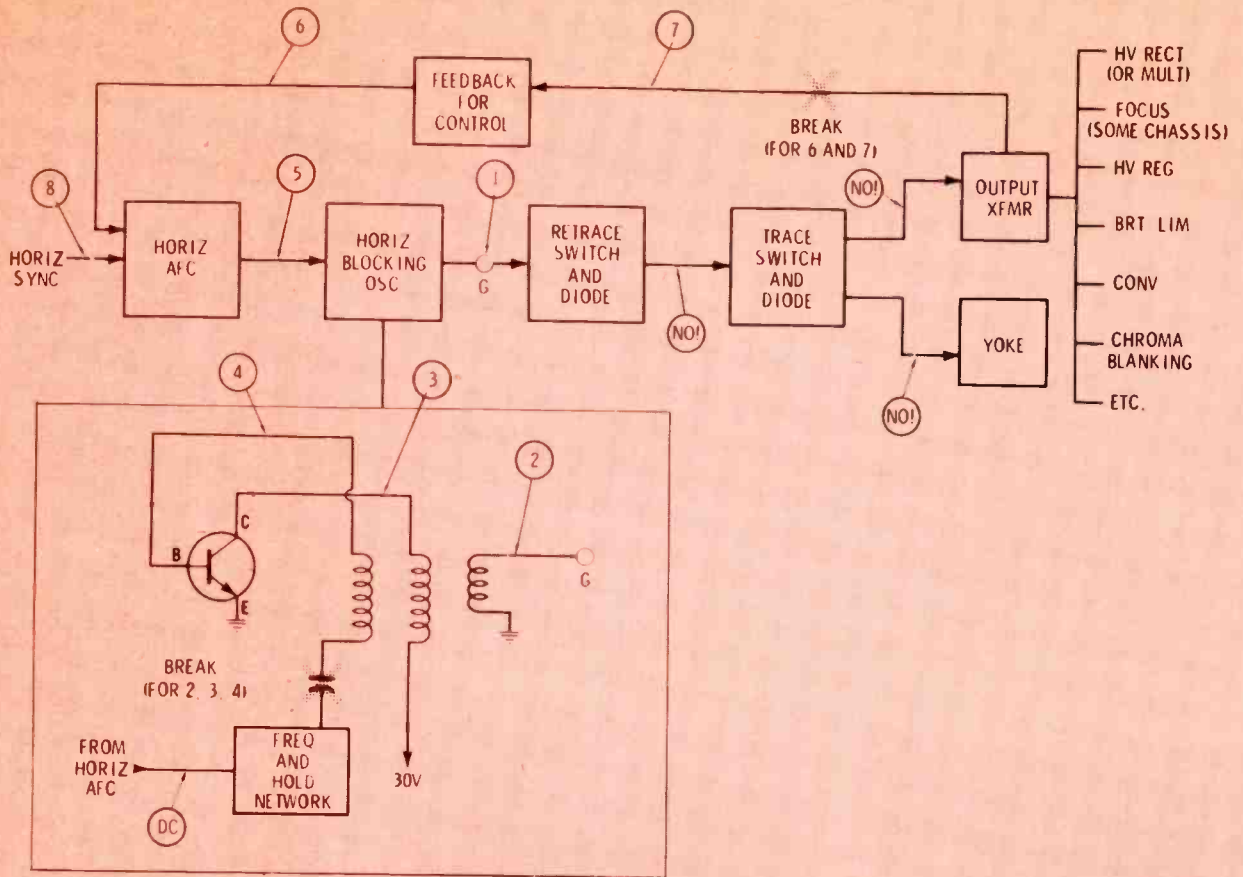 6
7
FEEDBACK
FOR
CONTROL
BREAK
(FOR 6 AND 7)
HV RECT
(OR MULT)
FOCUS
(SOME CHASSIS)
HV REG
BRT LIM
CONV
CHROMA
BLANKING
ETC.
8
HORIZ
SYNC
HORIZ
AFC
5
HORIZ
BLOCKING
OSC
1
G
RETRACE
SWITCH
AND
DIODE
NO!
TRACE
SWITCH
AND
DIODE
NO!
OUTPUT
XFMR
NO!
YOKE
4
3
2
C
B
E
G
BREAK
(FOR 2, 3, 4)
FROM
HORIZ
AFC
DC
FREQ
AND
HOLD
NETWORK
30V